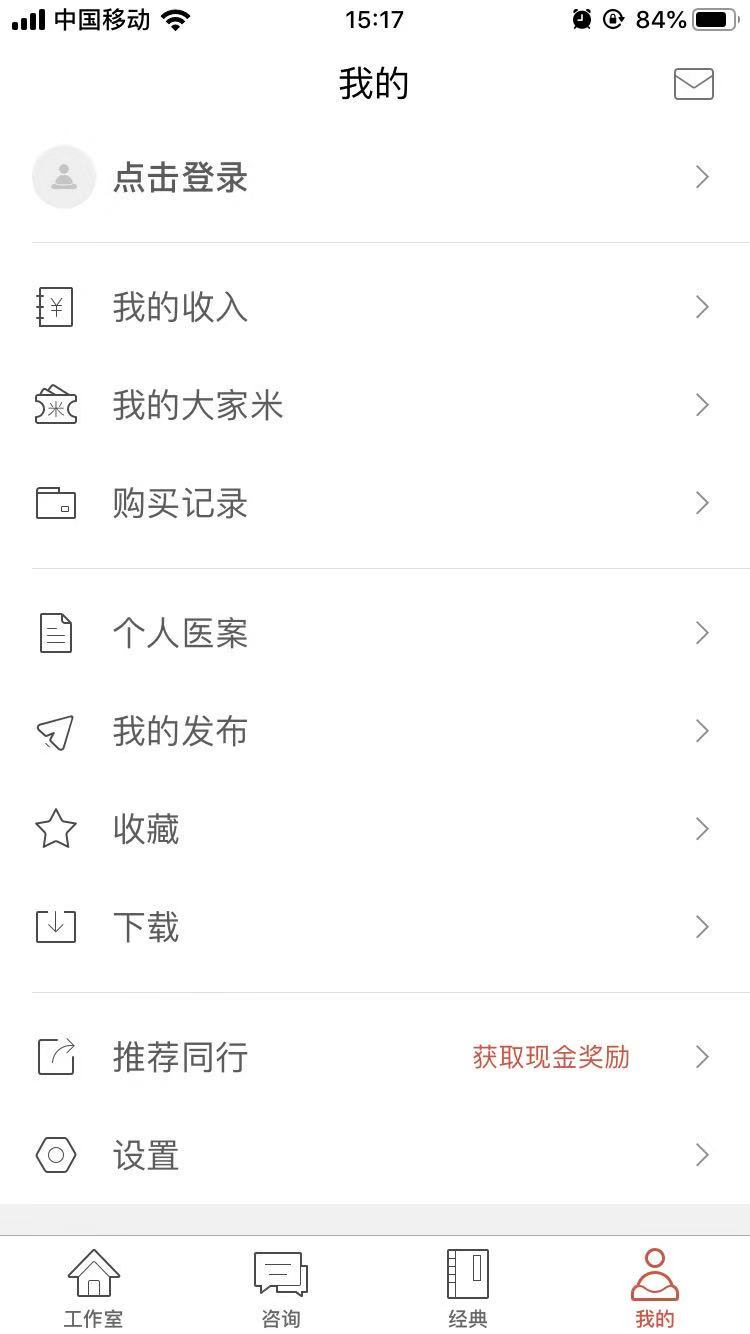 中国移动 15:17 84%
我的
点击登录
¥ 我的收入
米 我的大家米
购买记录
个人医案
我的发布
收藏
下载
推荐同行 获取现金奖励
设置
工作室 咨询 经典 我的